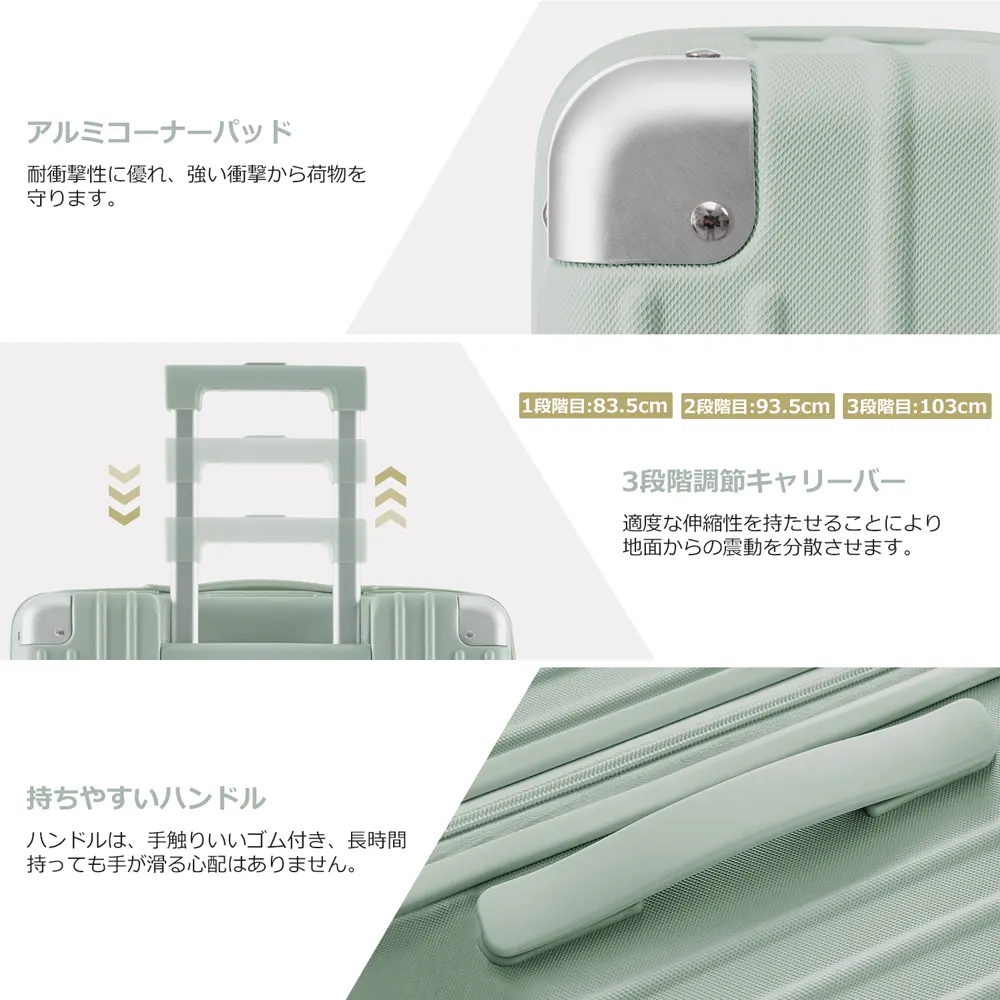 アルミコーナーパッド
耐衝撃性に優れ、強い衝撃から荷物を
守ります。
1段階目:83.5cm 2段階目:93.5cm 3段階目:103cm
3段階調節キャリーバー
適度な伸縮性を持たせることにより
地面からの震動を分散させます。
持ちやすいハンドル
ハンドルは、手触りいいゴム付き、長時間
持っても手が滑る心配はありません。